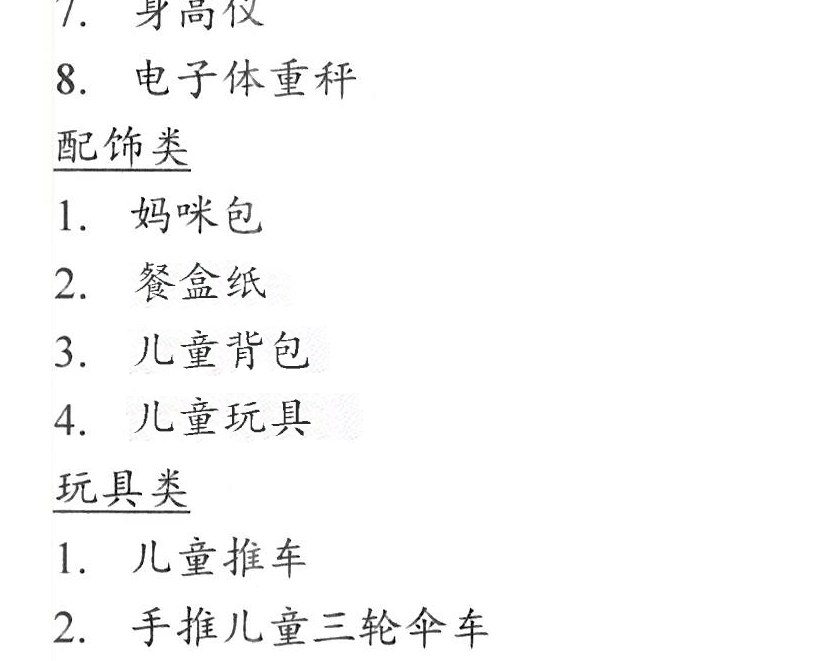 7. 身高仪
8. 电子体重秤
配饰类
1. 妈咪包
2. 餐盒纸
3. 儿童背包
4. 儿童玩具
玩具类
1. 儿童推车
2. 手推儿童三轮伞车